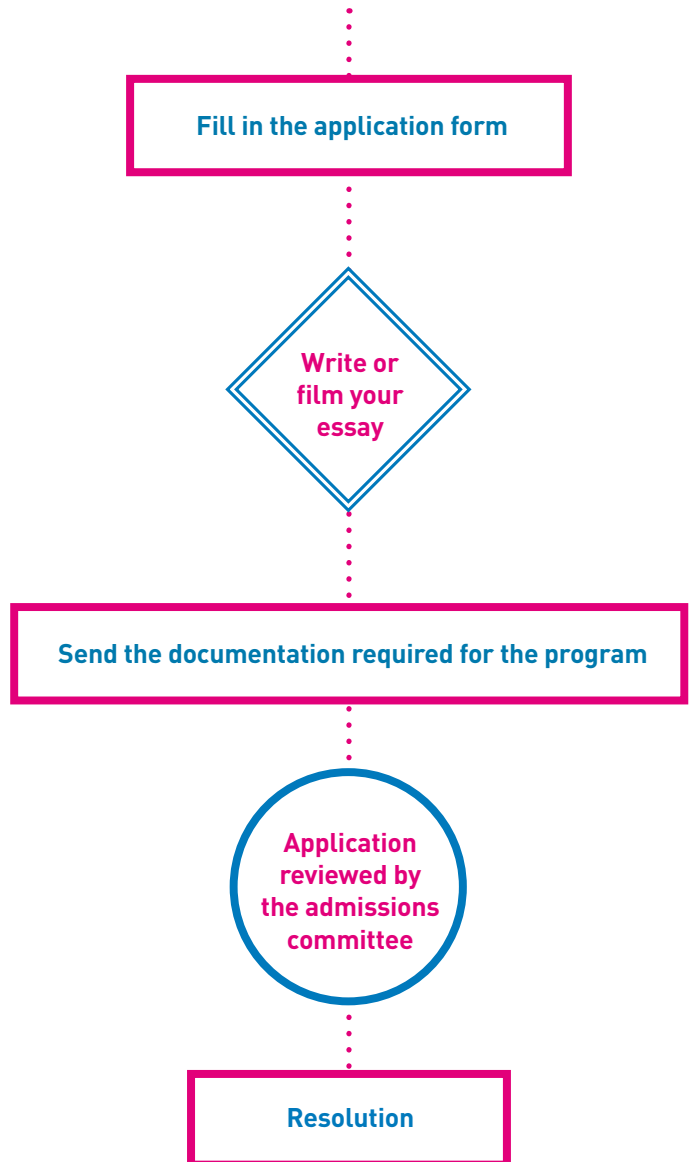 Fill in the application form
Write or
film your
essay
Send the documentation required for the program
Application
reviewed by
the admissions
committee
Resolution